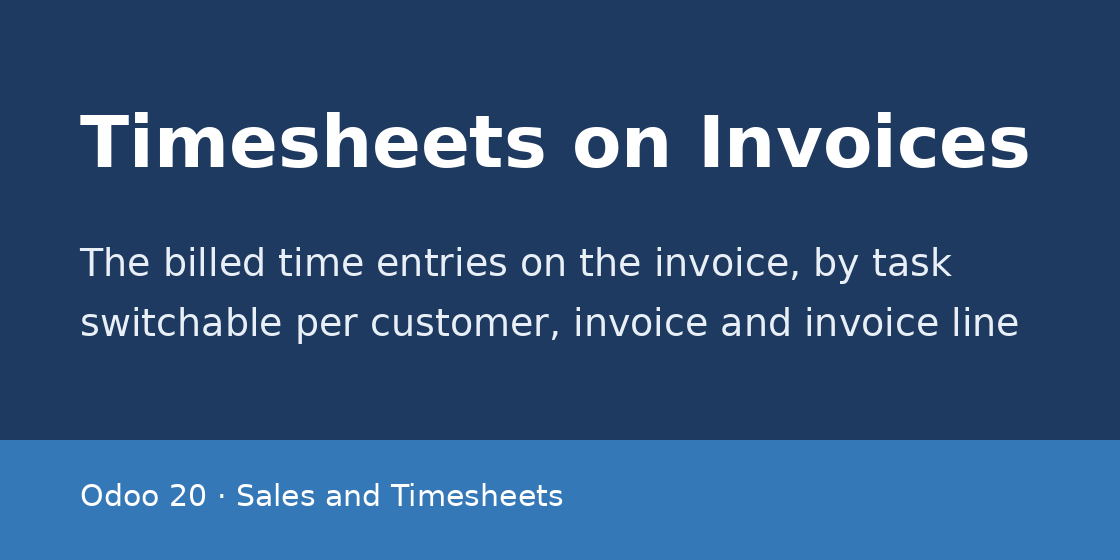 Timesheets on Invoices
The billed time entries on the invoice, by task
switchable per customer, invoice and invoice line
Odoo 20 · Sales and Timesheets